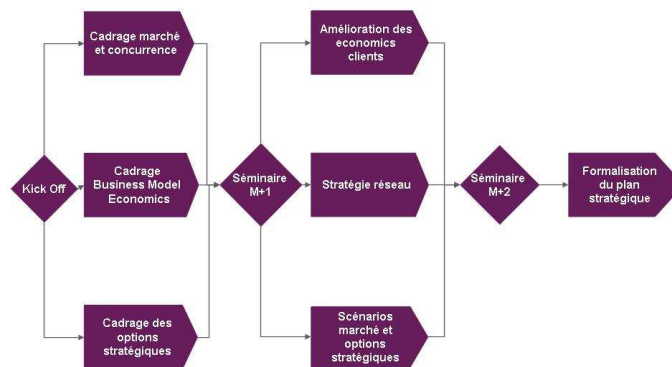 Kick Off
Cadrage marché
et concurrence
Cadrage
Business Model
Economics
Cadrage des
options
stratégiques
Séminaire
M+1
Amélioration des
economics
clients
Stratégie réseau
Scénarios
marché et options
stratégiques
Séminaire
M+2
Formalisation
du plan
stratégique